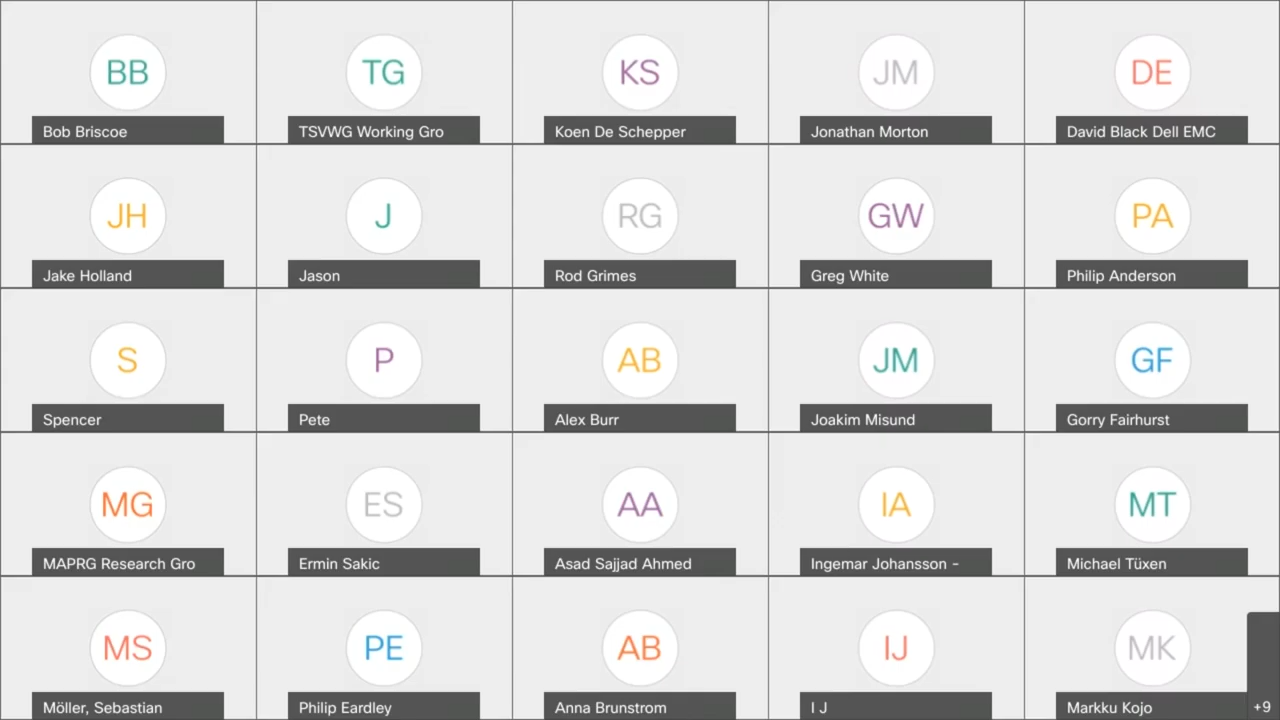 BB
TG
KS
JM
DE
Bob Briscoe
TSVWG Working Gro
Koen De Schepper
Jonathan Morton
David Black Dell EMC
JH
J
RG
GW
PA
Jake Holland
Jason
Rod Grimes
Greg White
Philip Anderson
S
P
AB
JM
GF
Spencer
Pete
Alex Burr
Joakim Misund
Gorry Fairhurst
MG
ES
AA
IA
MT
MAPRG Research Gro
Ermin Sakic
Asad Sajjad Ahmed
Ingemar Johansson -
Michael Tüxen
MS
PE
AB
IJ
MK
Möller, Sebastian
Philip Eardley
Anna Brunstrom
I J
Markku Kojo
+9